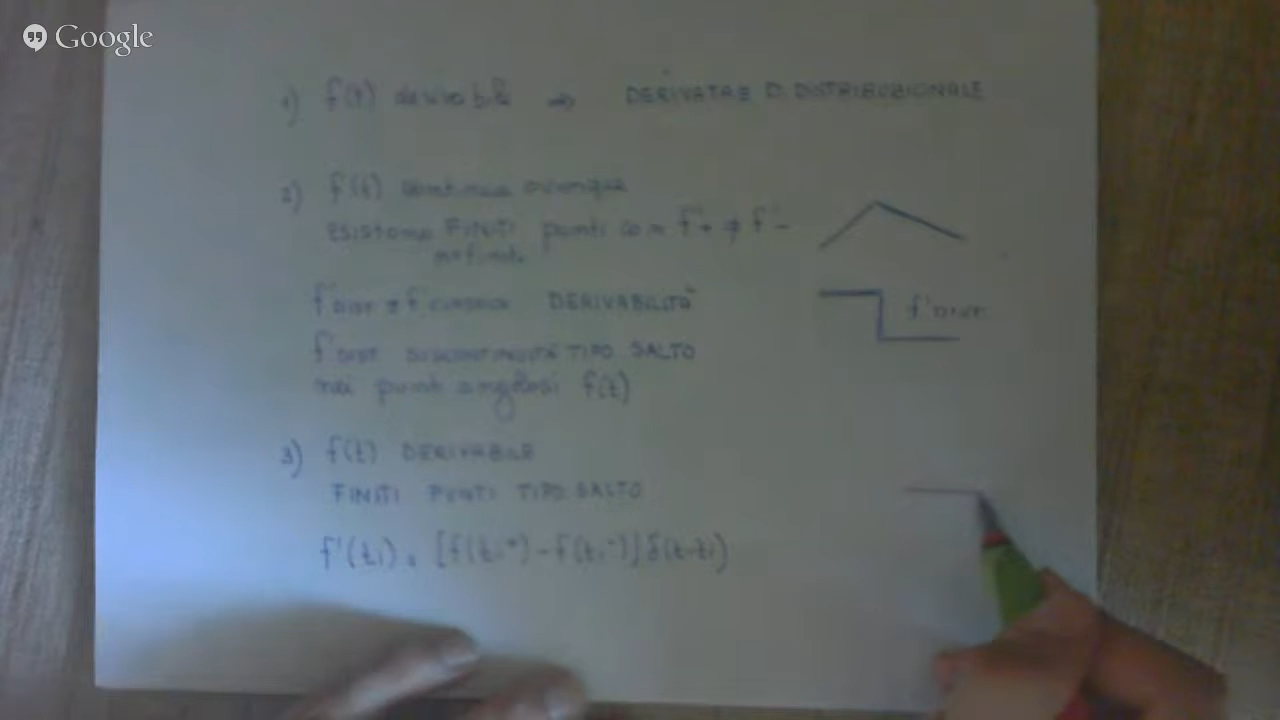 Google
1) f(t) derivabile ⇒ DERIVATA = D. DISTRIBUZIONALE
2) f(t) continua ovunque
esistono FINITI punti con f'+ ≠ f'-
f'DIST = f'CLASSICA DERIVABILITÀ
f'DIST.
f'DIST DISCONTINUITÀ TIPO SALTO
nei punti angolosi f(t)
3) f(t) DERIVABILE
FINITI PUNTI TIPO SALTO
f'(ti) = [f(ti+) - f(ti-)] δ(t-ti)